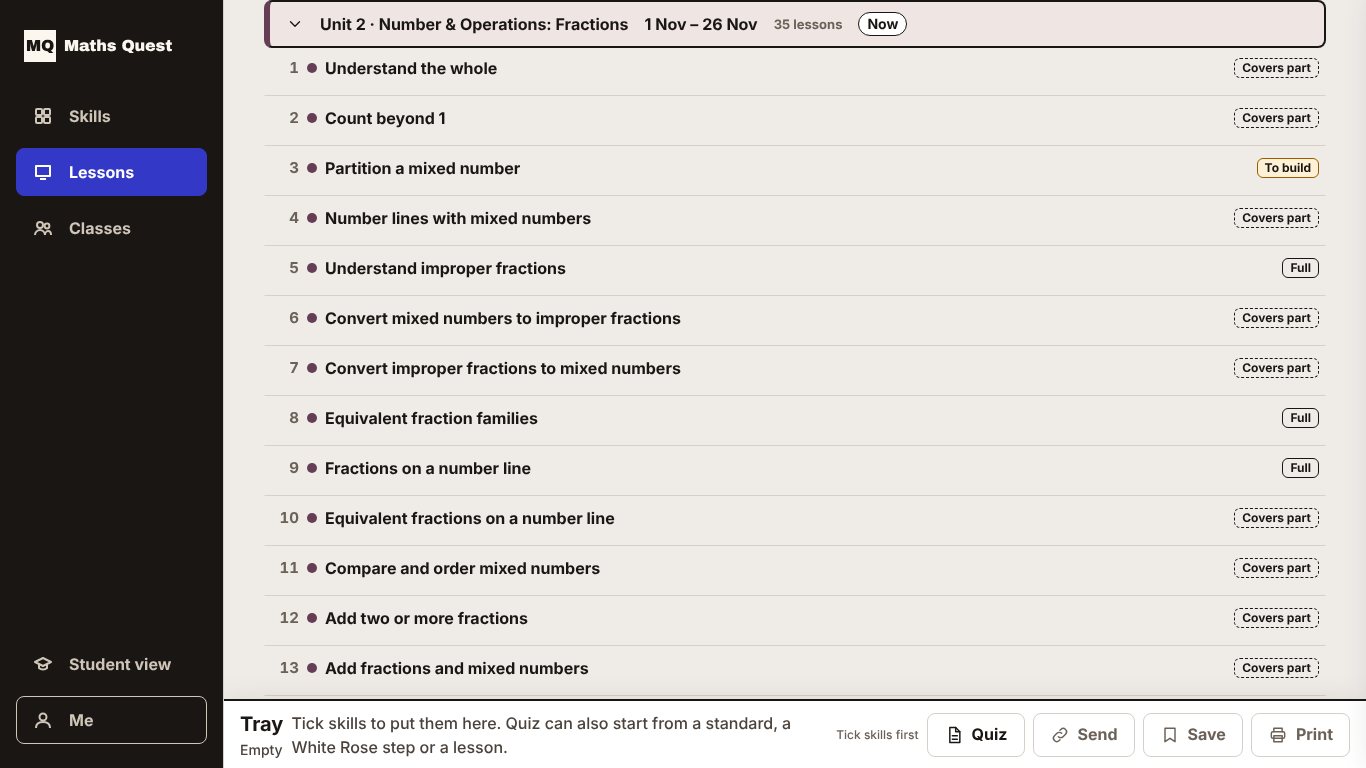 MQ Maths Quest
Skills
Lessons
Classes
Student view
Me
Unit 2 · Number & Operations: Fractions 1 Nov – 26 Nov 35 lessons Now
1 Understand the whole Covers part
2 Count beyond 1 Covers part
3 Partition a mixed number To build
4 Number lines with mixed numbers Covers part
5 Understand improper fractions Full
6 Convert mixed numbers to improper fractions Covers part
7 Convert improper fractions to mixed numbers Covers part
8 Equivalent fraction families Full
9 Fractions on a number line Full
10 Equivalent fractions on a number line Covers part
11 Compare and order mixed numbers Covers part
12 Add two or more fractions Covers part
13 Add fractions and mixed numbers Covers part
Tray Tick skills to put them here. Quiz can also start from a standard, a
Empty White Rose step or a lesson.
Tick skills first Quiz Send Save Print